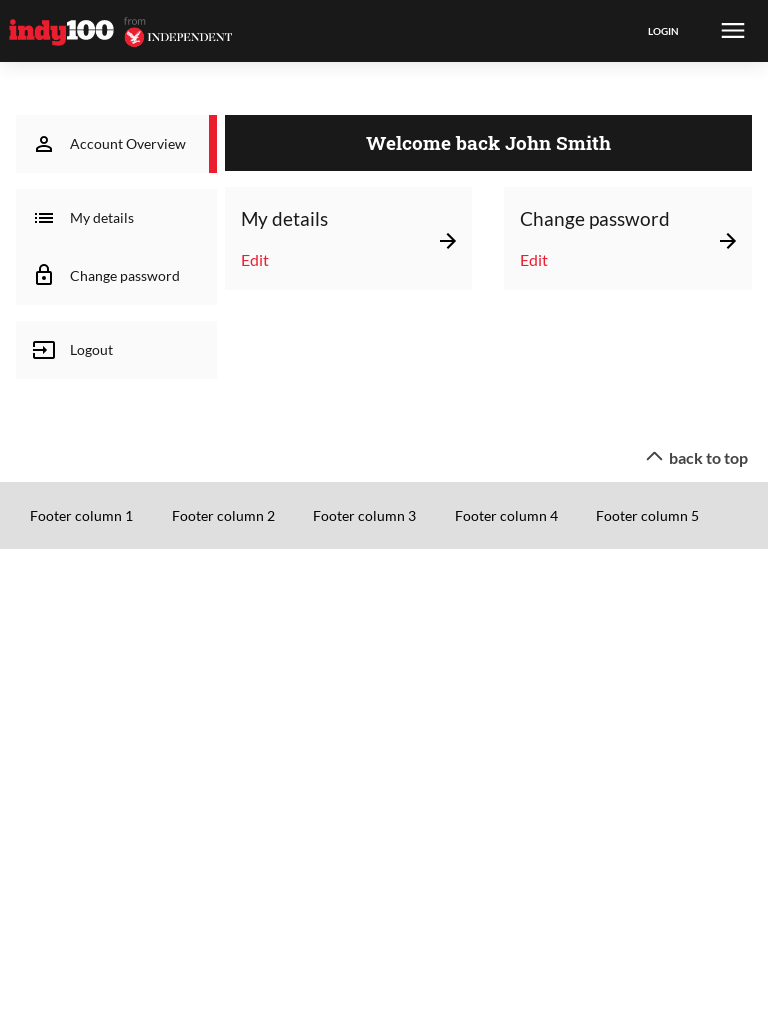 indy100 from INDEPENDENT
LOGIN
Account Overview
My details
Change password
Logout
Welcome back John Smith
My details
Edit
Change password
Edit
back to top
Footer column 1 Footer column 2 Footer column 3 Footer column 4 Footer column 5